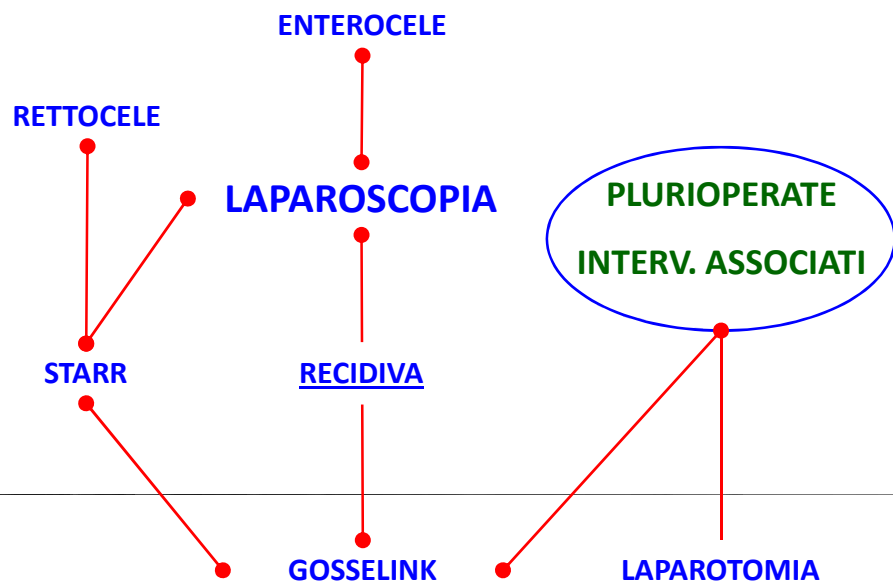 ENTEROCELE
RETTOCELE
LAPAROSCOPIA
PLURIOPERATE
INTERV. ASSOCIATI
STARR
RECIDIVA
GOSSELINK
LAPAROTOMIA